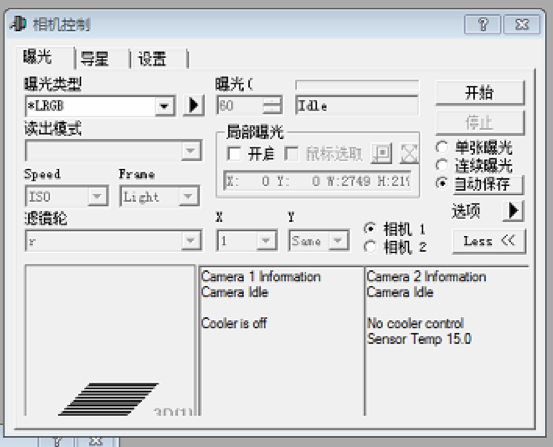 相机控制
曝光 导星 设置
曝光类型 曝光 (
*LRGB 60 Idle 开始
读出模式 局部曝光 停止
开启 鼠标选取 单张曝光
连续曝光
Speed Frame X: 0 Y: 0 W:2749 H:219 自动保存
ISO Light 选项
滤镜轮 X Y 相机 1
r 1 Same 相机 2 Less <<
Camera 1 Information Camera 2 Information
Camera Idle Camera Idle
Cooler is off No cooler control
Sensor Temp 15.0